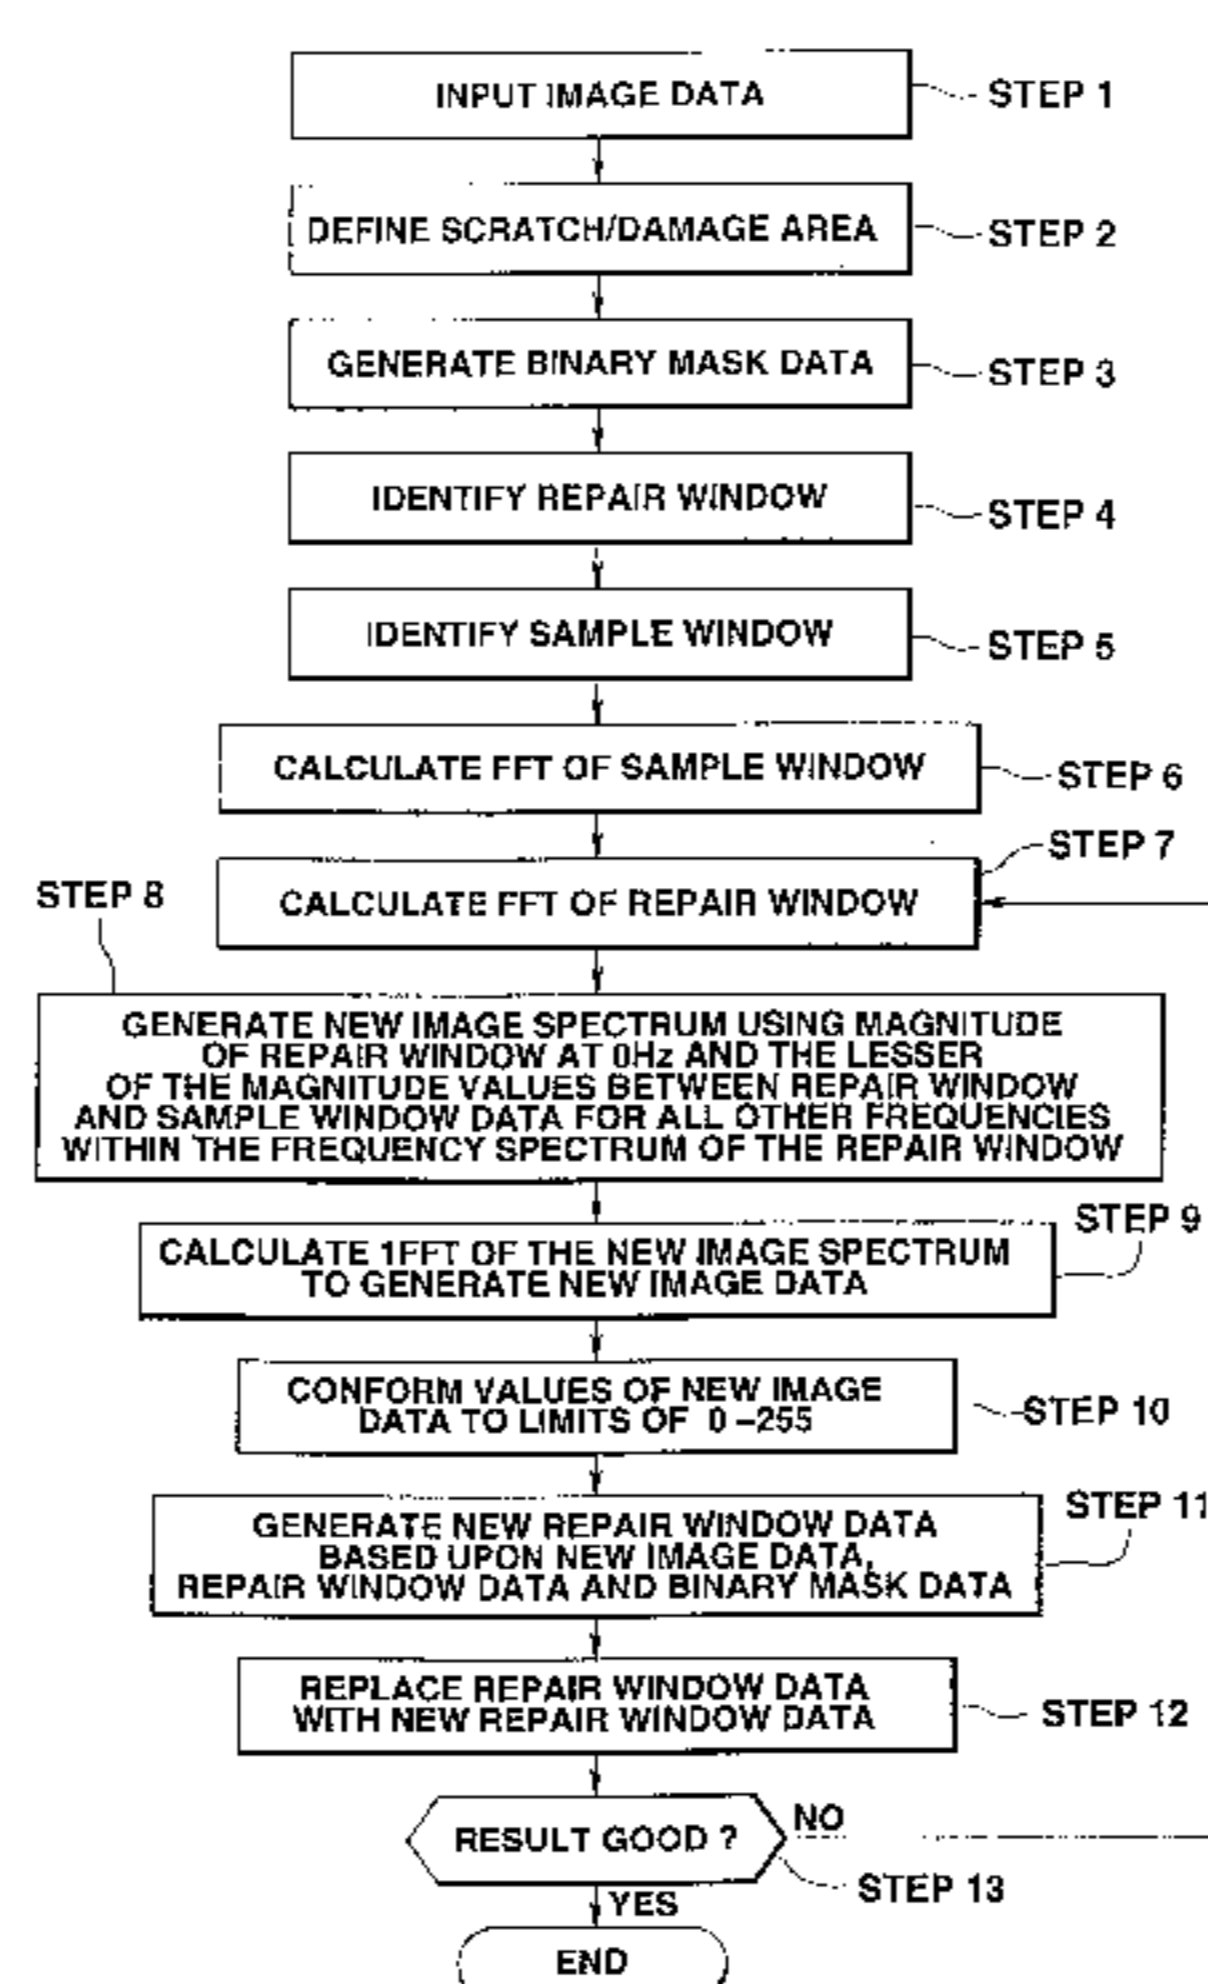 INPUT IMAGE DATA
STEP 1
DEFINE SCRATCH/DAMAGE AREA
STEP 2
GENERATE BINARY MASK DATA
STEP 3
IDENTIFY REPAIR WINDOW
STEP 4
IDENTIFY SAMPLE WINDOW
STEP 5
CALCULATE FFT OF SAMPLE WINDOW
STEP 6
STEP 7
CALCULATE FFT OF REPAIR WINDOW
STEP 8
GENERATE NEW IMAGE SPECTRUM USING MAGNITUDE
OF REPAIR WINDOW AT 0Hz AND THE LESSER
OF THE MAGNITUDE VALUES BETWEEN REPAIR WINDOW
AND SAMPLE WINDOW DATA FOR ALL OTHER FREQUENCIES
WITHIN THE FREQUENCY SPECTRUM OF THE REPAIR WINDOW
STEP 9
CALCULATE 1FFT OF THE NEW IMAGE SPECTRUM
TO GENERATE NEW IMAGE DATA
CONFORM VALUES OF NEW IMAGE
DATA TO LIMITS OF 0 –255
STEP 10
STEP 11
GENERATE NEW REPAIR WINDOW DATA
BASED UPON NEW IMAGE DATA,
REPAIR WINDOW DATA AND BINARY MASK DATA
REPLACE REPAIR WINDOW DATA
WITH NEW REPAIR WINDOW DATA
STEP 12
RESULT GOOD ?
NO
STEP 13
YES
END